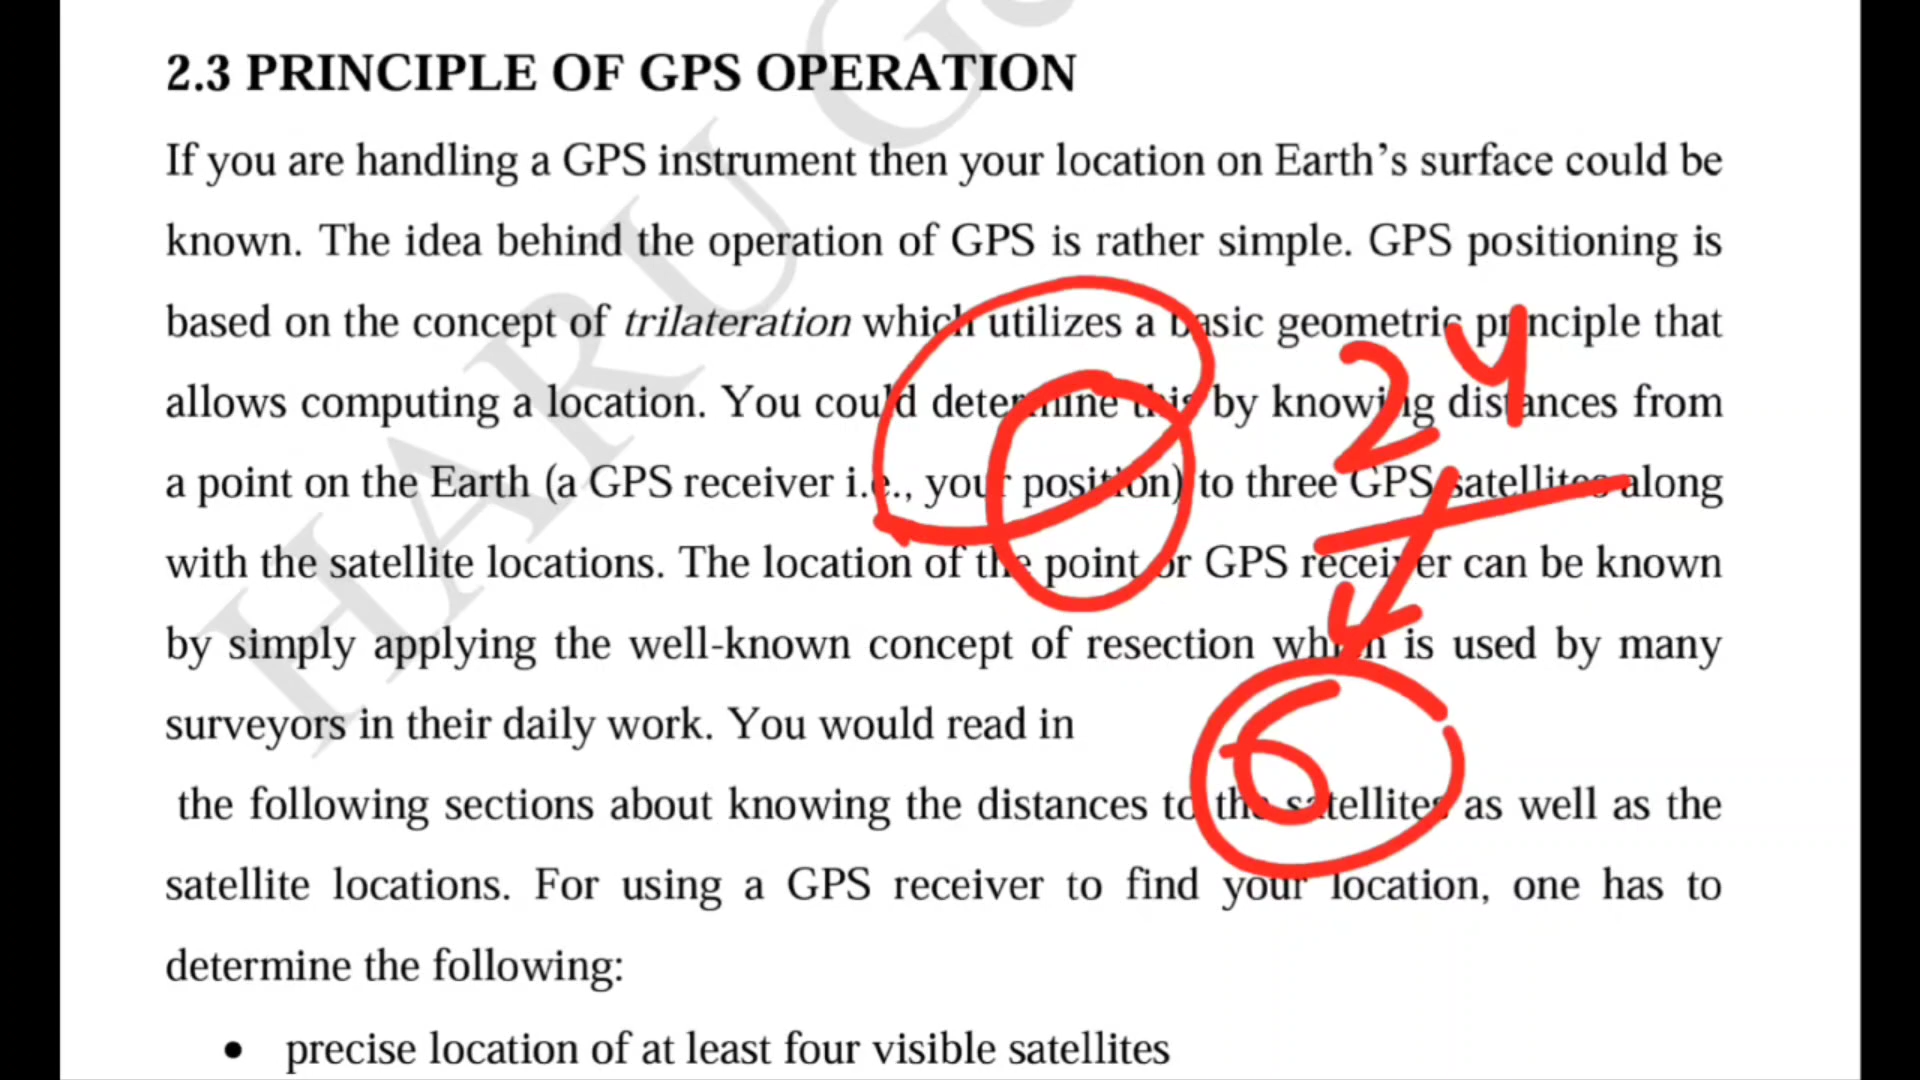 2.3 PRINCIPLE OF GPS OPERATION
If you are handling a GPS instrument then your location on Earth’s surface could be
known. The idea behind the operation of GPS is rather simple. GPS positioning is
based on the concept of trilateration which utilizes a basic geometric principle that
allows computing a location. You could determine this by knowing distances from
a point on the Earth (a GPS receiver i.e., your position) to three GPS satellites along
with the satellite locations. The location of the point or GPS receiver can be known
by simply applying the well-known concept of resection which is used by many
surveyors in their daily work. You would read in
the following sections about knowing the distances to the satellites as well as the
satellite locations. For using a GPS receiver to find your location, one has to
determine the following:
• precise location of at least four visible satellites
24
6
HARU G